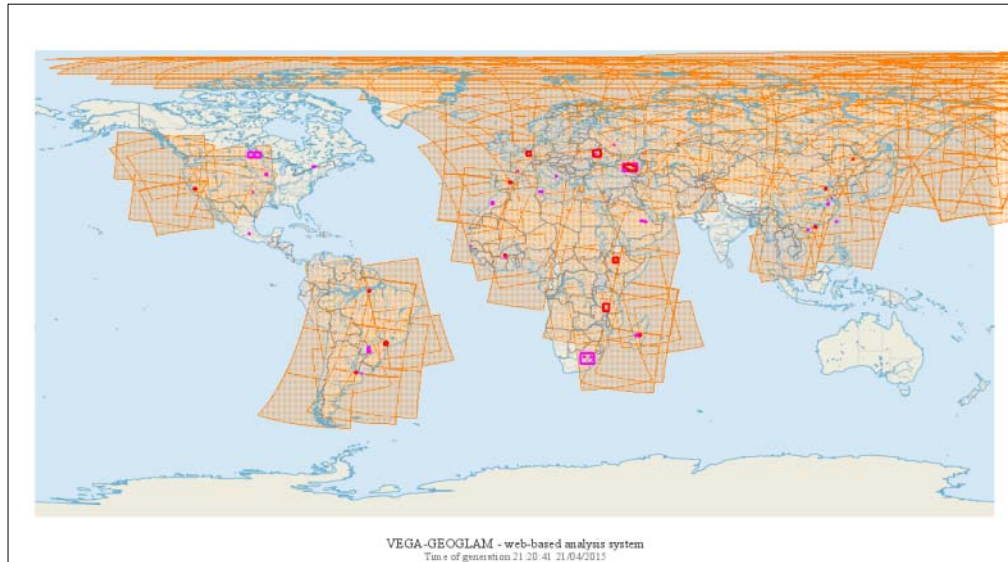 VEGA-GEOGLAM - web-based analysis system
Time of generation 21:20:41 21/04/2015